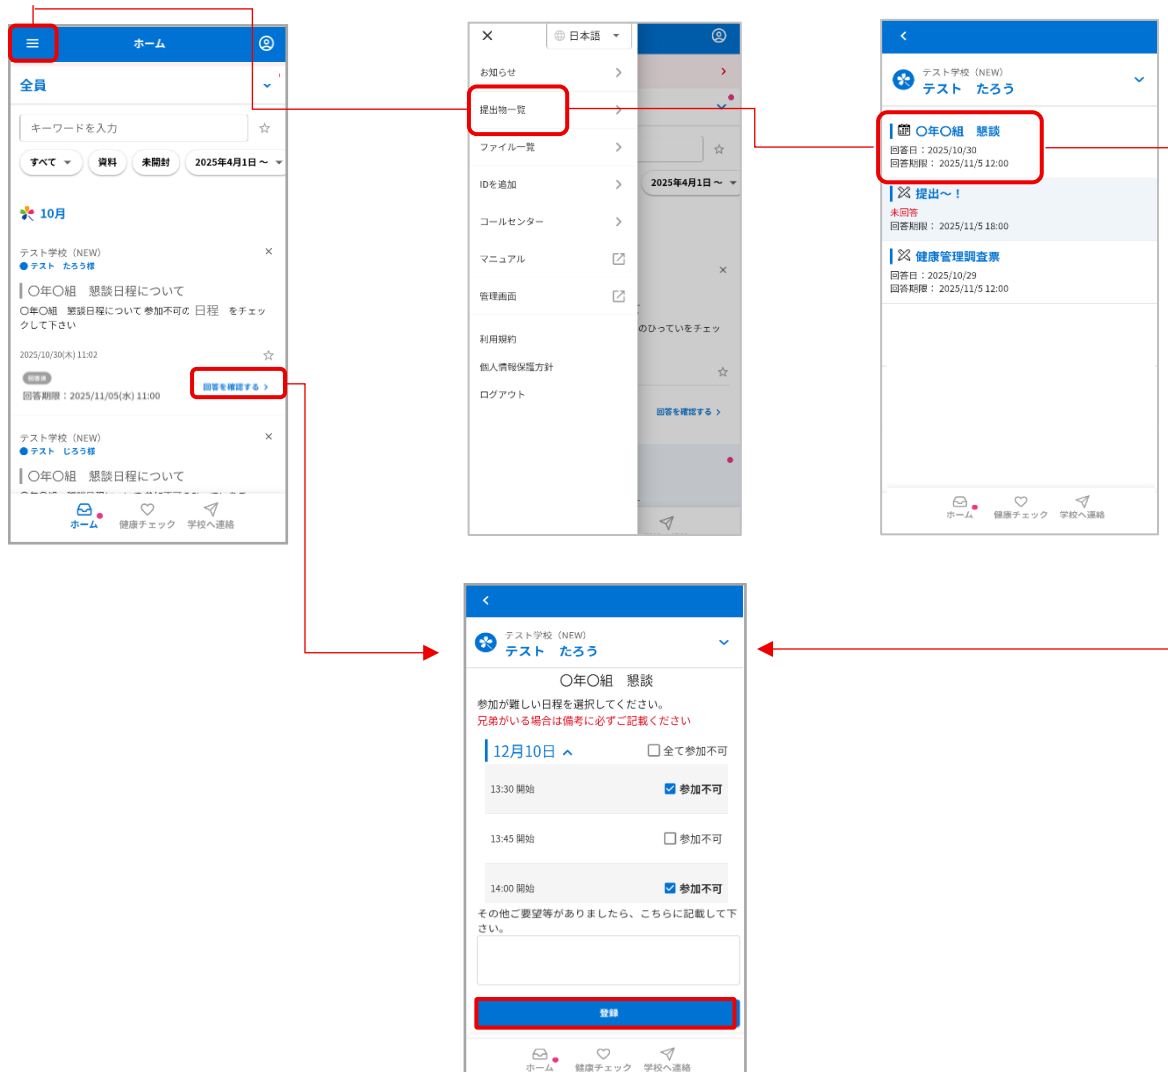 ホーム
全員
キーワードを入力
すべて
資料
未開封
2025年4月1日 ～
10月
テスト学校（NEW）
テスト　たろう様
〇年〇組　懇談日程について
〇年〇組　懇談日程について 参加不可の 日程　をチェッ
クして下さい
2025/10/30(木) 11:02
回答済
回答期限：2025/11/05(水) 11:00
回答を確認する
テスト学校（NEW）
テスト　じろう様
〇年〇組　懇談日程について
ホーム
健康チェック
学校へ連絡
日本語
お知らせ
提出物一覧
ファイル一覧
IDを追加
コールセンター
マニュアル
管理画面
利用規約
個人情報保護方針
ログアウト
2025年4月1日 ～
のひっていをチェッ
回答を確認する
テスト学校（NEW）
テスト　たろう
〇年〇組　懇談
回答日：2025/10/30
回答期限： 2025/11/5 12:00
提出～！
未回答
回答期限： 2025/11/5 18:00
健康管理調査票
回答日：2025/10/29
回答期限： 2025/11/5 12:00
ホーム
健康チェック
学校へ連絡
テスト学校（NEW）
テスト　たろう
〇年〇組　懇談
参加が難しい日程を選択してください。
兄弟がいる場合は備考に必ずご記載ください
12月10日
全て参加不可
13:30 開始
参加不可
13:45 開始
参加不可
14:00 開始
参加不可
その他ご要望等がありましたら、こちらに記載して下
さい。
登録
ホーム
健康チェック
学校へ連絡